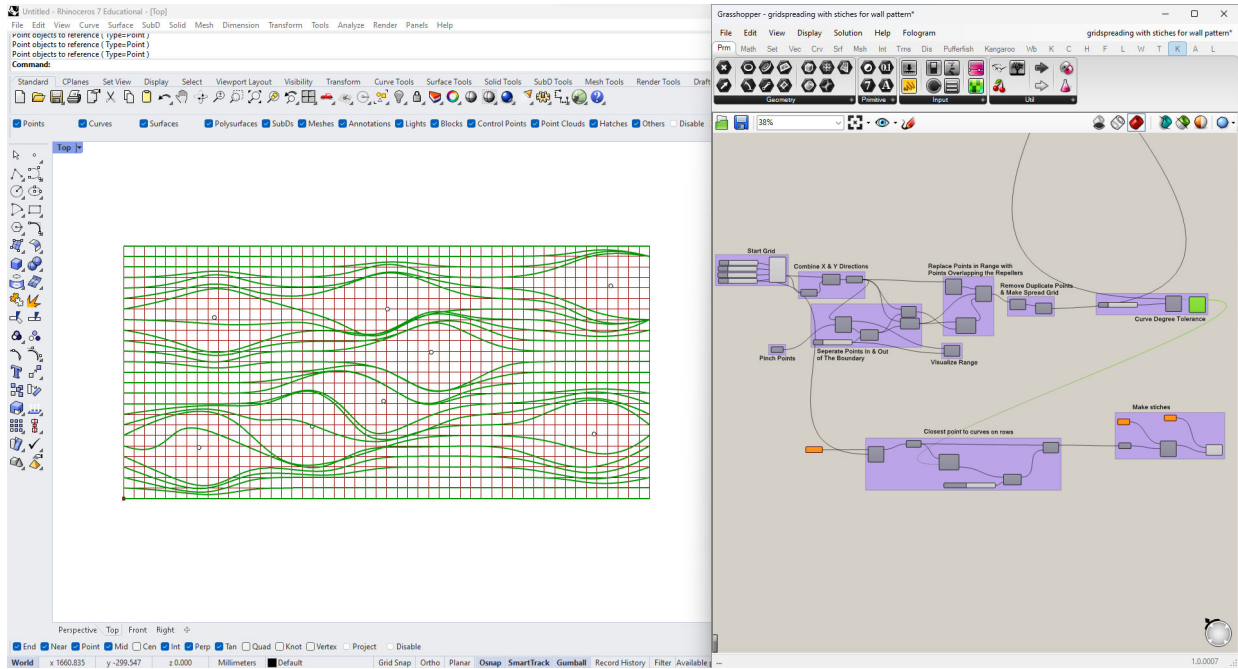 Untitled - Rhinoceros 7 Educational - [Top]
File Edit View Curve Surface SubD Solid Mesh Dimension Transform Tools Analyze Render Panels Help
Point objects to reference ( Type=Point )
Point objects to reference ( Type=Point )
Point objects to reference ( Type=Point )
Command:
Standard CPlanes Set View Display Select Viewport Layout Visibility Transform Curve Tools Surface Tools Solid Tools SubD Tools Mesh Tools Render Tools Draft
Points Curves Surfaces Polysurfaces SubDs Meshes Annotations Lights Blocks Control Points Point Clouds Hatches Others Disable
Top
Perspective Top Front Right
End Near Point Mid Cen Int Perp Tan Quad Knot Vertex Project Disable
World x 1660.835 y -299.547 z 0.000 Millimeters Default Grid Snap Ortho Planar Osnap SmartTrack Gumball Record History Filter Available
Grasshopper - gridspreading with stiches for wall pattern*
File Edit View Display Solution Help Fologram gridspreading with stiches for wall pattern*
Prm Math Set Vec Crv Srf Msh Int Trns Dis Pufferfish Kangaroo Wb K C H F L W T K A L
Geometry Primitive Input Util
38%
Start Grid
Combine X & Y Directions
Replace Points in Range with
Points Overlapping the Repellers
Remove Duplicate Points
& Make Spread Grid
Curve Degree Tolerance
Pinch Points
Seperate Points In & Out
of The Boundary
Visualize Range
Make stiches
Closest point to curves on rows
1.0.0007